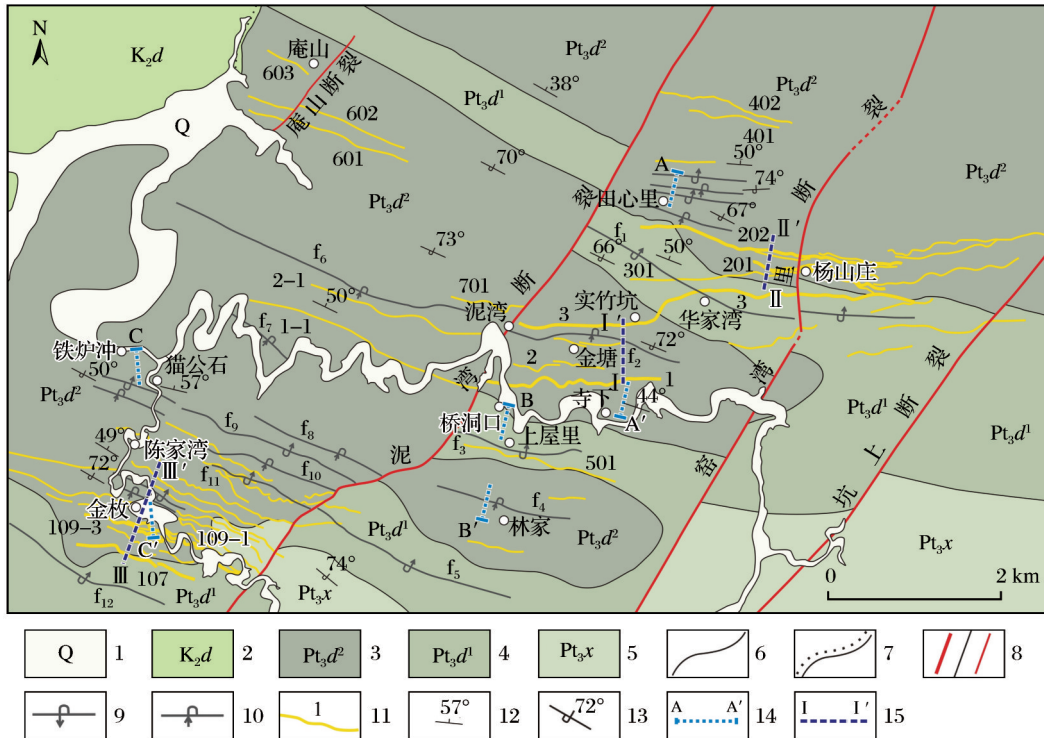 N
K₂d
庵山
603
庵山断裂
Pt₃d²
Pt₃d²
38°
Pt₃d¹
402
裂
Q
602
401
601
70°
50°
A
74°
断
Pt₃d²
Pt₃d²
裂
田心里
67°
73°
f₁
66°
50°
202
II′
f₆
301
201
里
杨山庄
2-1
50°
701
断
泥湾
实竹坑
3
II
3
I′
华家湾
f₇
1-1
铁炉冲
C
猫公石
2
金塘
72°
f₂
裂
50°
57°
湾
I
1
湾
Pt₃d¹
Pt₃d²
B
寺下
44°
断
f₉
f₈
桥洞口
A′
49°
上屋里
陈家湾
泥
f₃
窑
上
72°
III′
f₁₁
f₁₀
501
金枚
f₄
坑
109-3
B′
林家
Pt₃d²
109-1
C′
Pt₃d¹
Pt₃x
III
107
74°
f₅
0
2 km
f₁₂
Pt₃d¹
Pt₃x
Q
1
K₂d
2
Pt₃d²
3
Pt₃d¹
4
Pt₃x
5
6
7
8
9
10
1
11
57°
12
72°
13
A
A′
14
I
I′
15